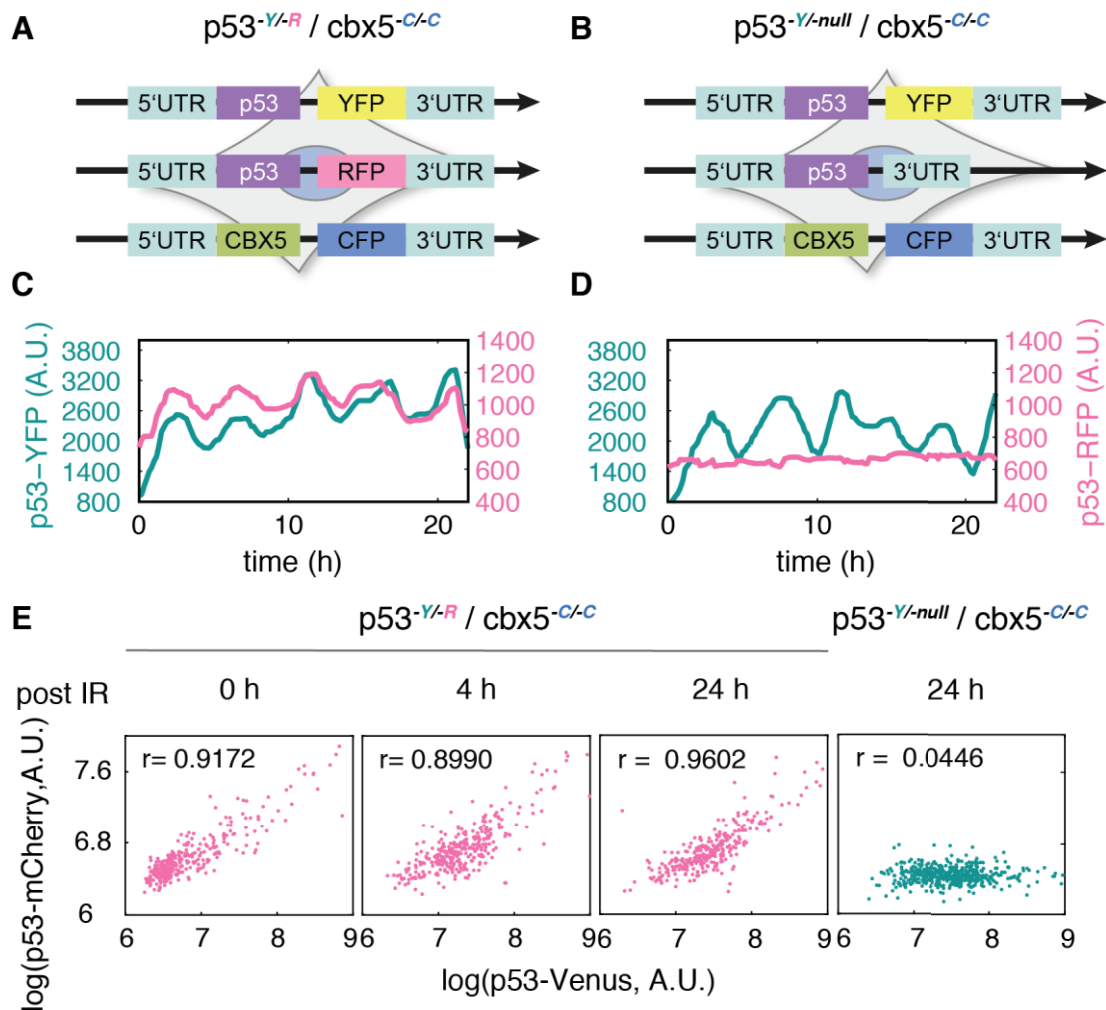 A p53-Y/-R / cbx5-C/-C
B p53-Y/-null / cbx5-C/-C
5'UTR p53 YFP 3'UTR
5'UTR p53 RFP 3'UTR
5'UTR CBX5 CFP 3'UTR
5'UTR p53 YFP 3'UTR
5'UTR p53 3'UTR
5'UTR CBX5 CFP 3'UTR
C
p53–YFP (A.U.)
3800
3200
2600
2000
1400
800
1400
1200
1000
800
600
400
0 10 20
time (h)
D
3800
3200
2600
2000
1400
800
1400
1200
1000
800
600
400
p53–RFP (A.U.)
0 10 20
time (h)
E
p53-Y/-R / cbx5-C/-C
p53-Y/-null / cbx5-C/-C
post IR 0 h 4 h 24 h 24 h
log(p53-mCherry,A.U.)
7.6
6.8
6
r= 0.9172
r= 0.8990
r = 0.9602
r = 0.0446
6 7 8 9 6 7 8 9 6 7 8 9 6 7 8 9
log(p53-Venus, A.U.)